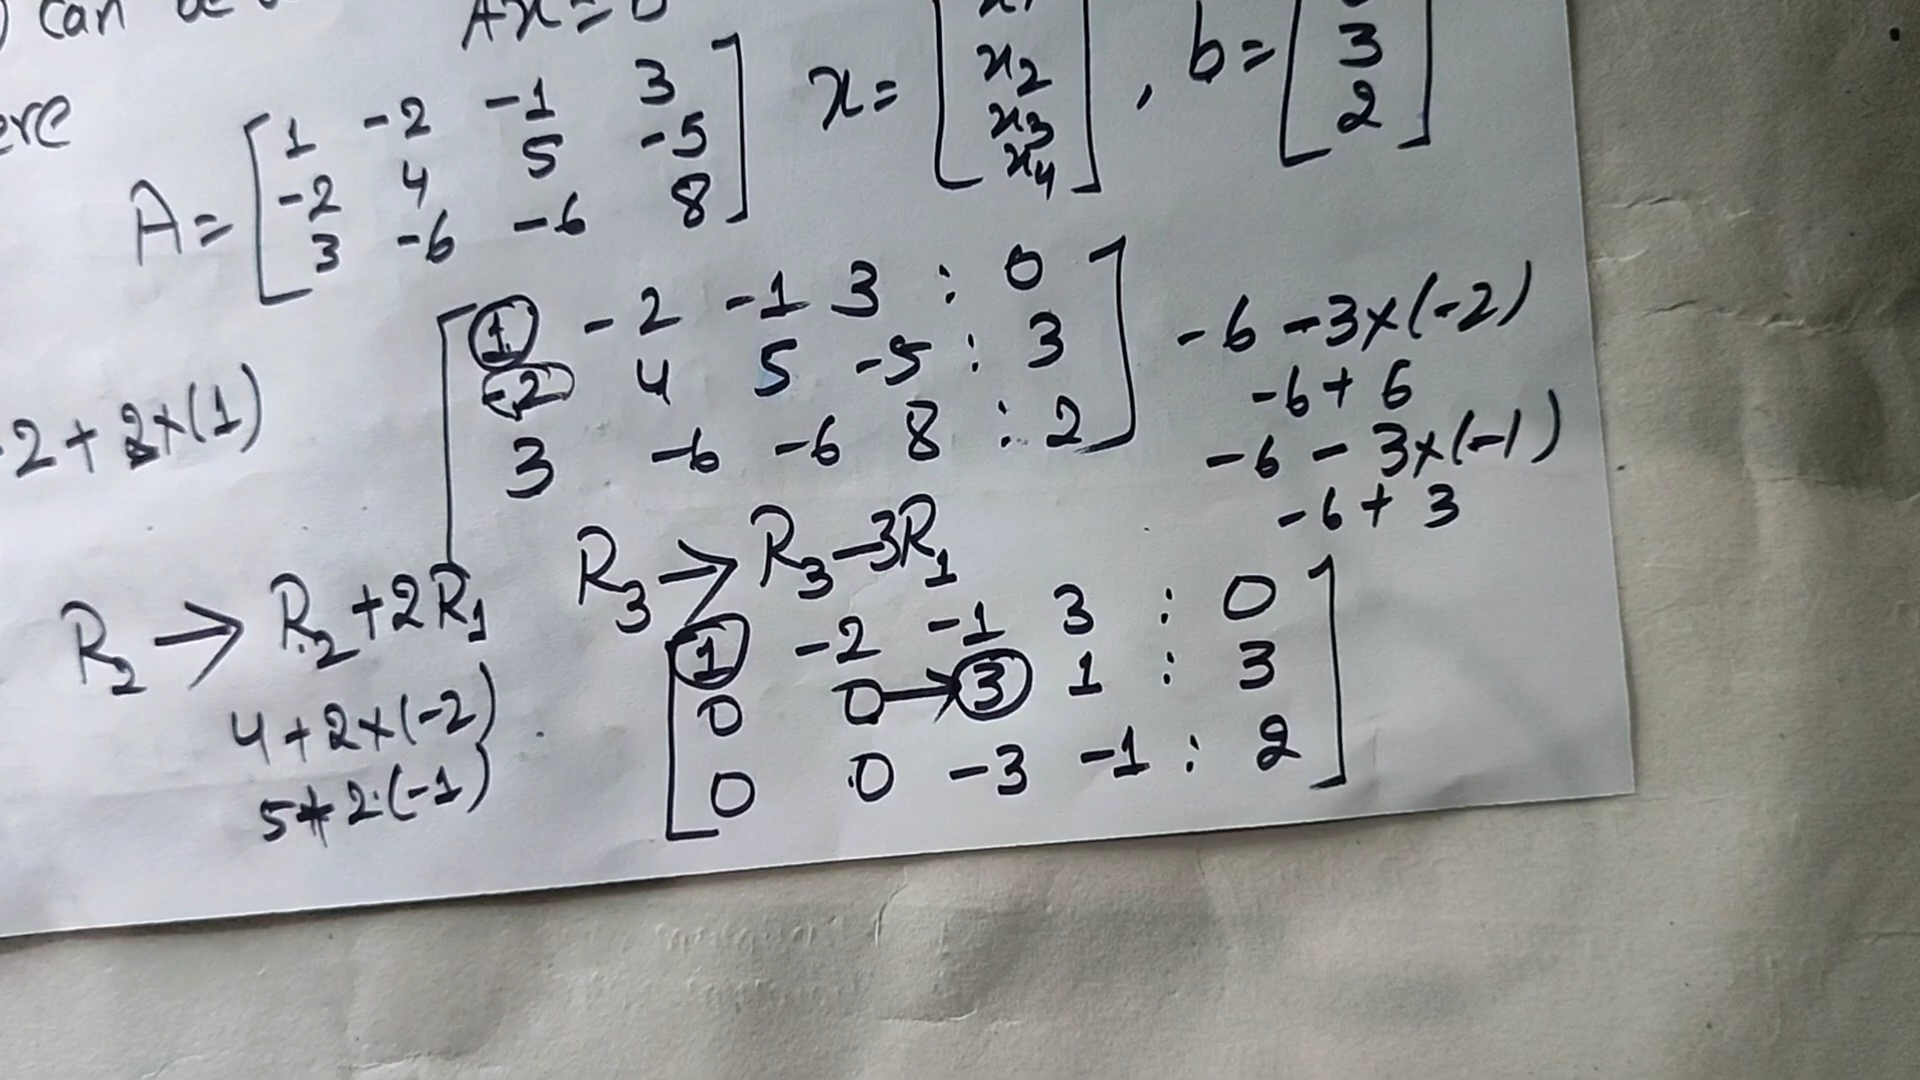 can be
Ax=b
ere
A= [ 1 -2 -1 3
-2 4 5 -5
3 -6 -6 8 ]
x= [ x1
x2
x3
x4 ] , b= [
3
2 ]
[ 1 -2 -1 3 : 0
-2 4 5 -5 : 3
3 -6 -6 8 : 2 ]
-6 -3×(-2)
-6+6
-6 - 3×(-1)
-6+ 3
-2+2×(1)
R2 → R2+2R1
R3→R3-3R1
4+2×(-2)
5+2·(-1)
[ 1 -2 -1 3 : 0
0 0→3 1 : 3
0 0 -3 -1 : 2 ]